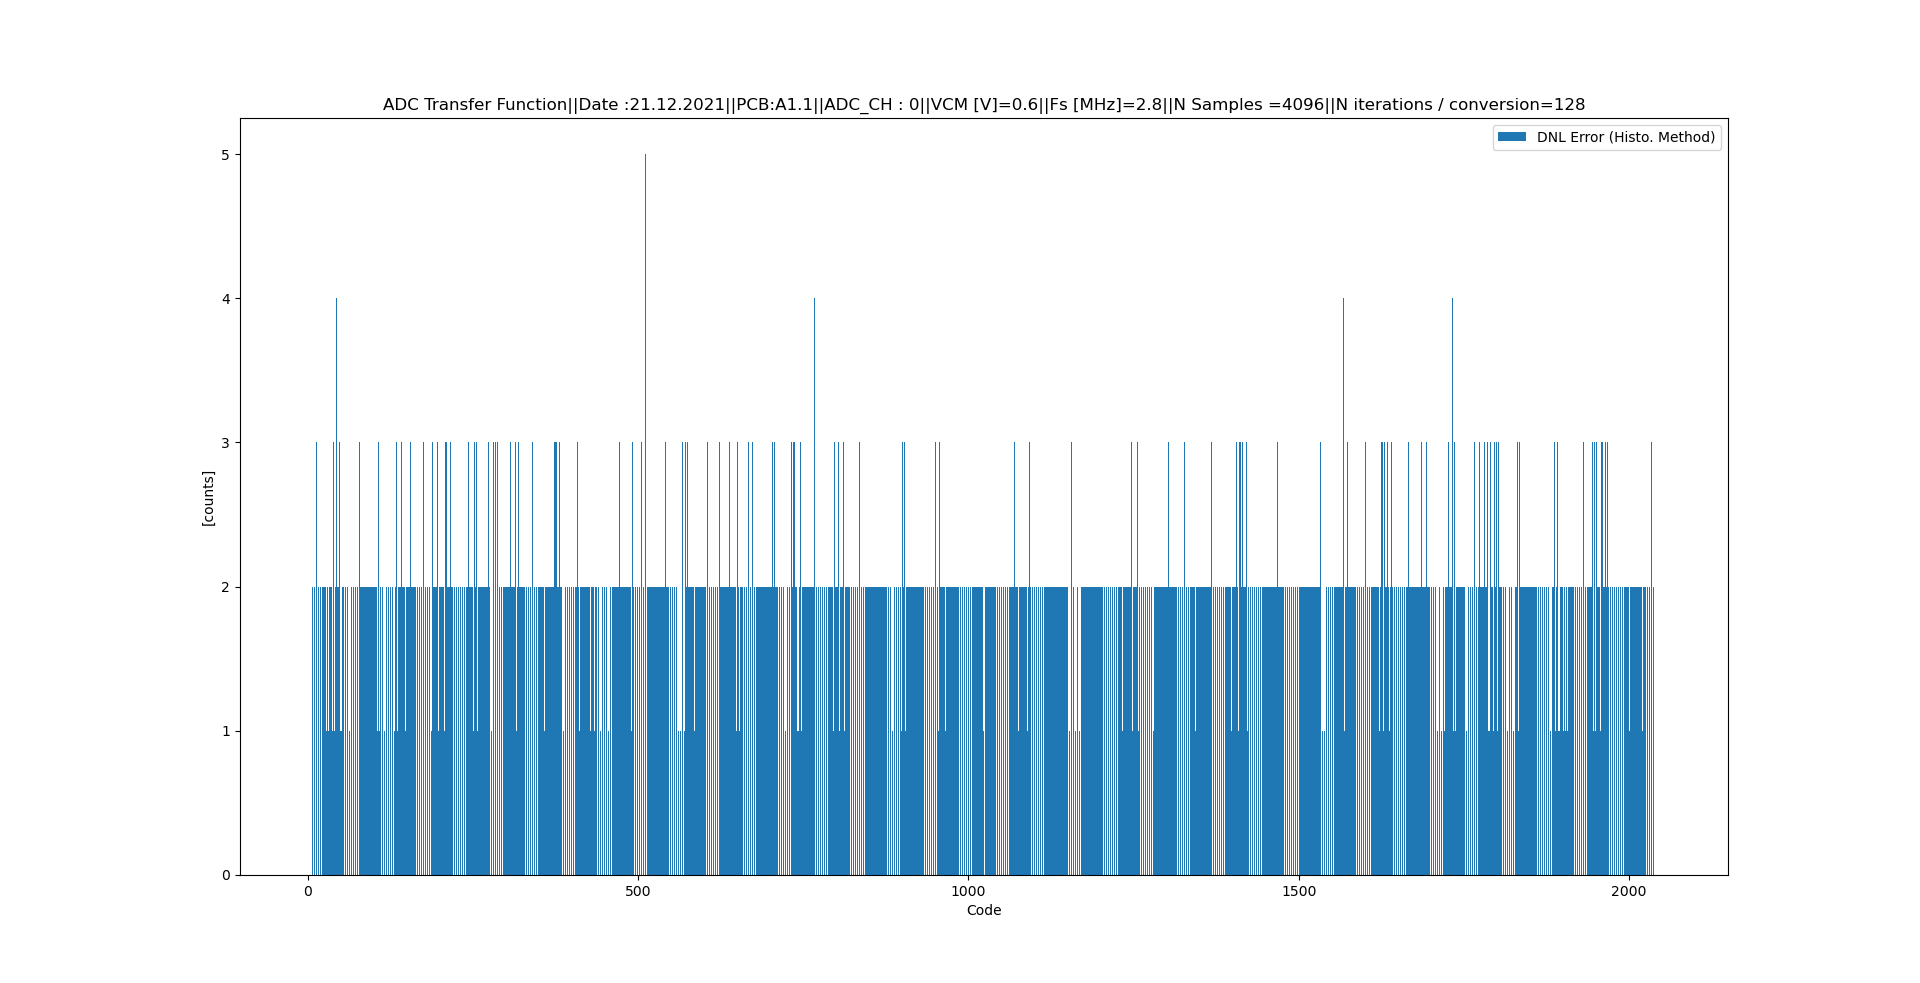 ADC Transfer Function||Date :21.12.2021||PCB:A1.1||ADC_CH : 0||VCM [V]=0.6||Fs [MHz]=2.8||N Samples =4096||N iterations / conversion=128
DNL Error (Histo. Method)
5
4
3
2
1
0
[counts]
0 500 1000 1500 2000
Code